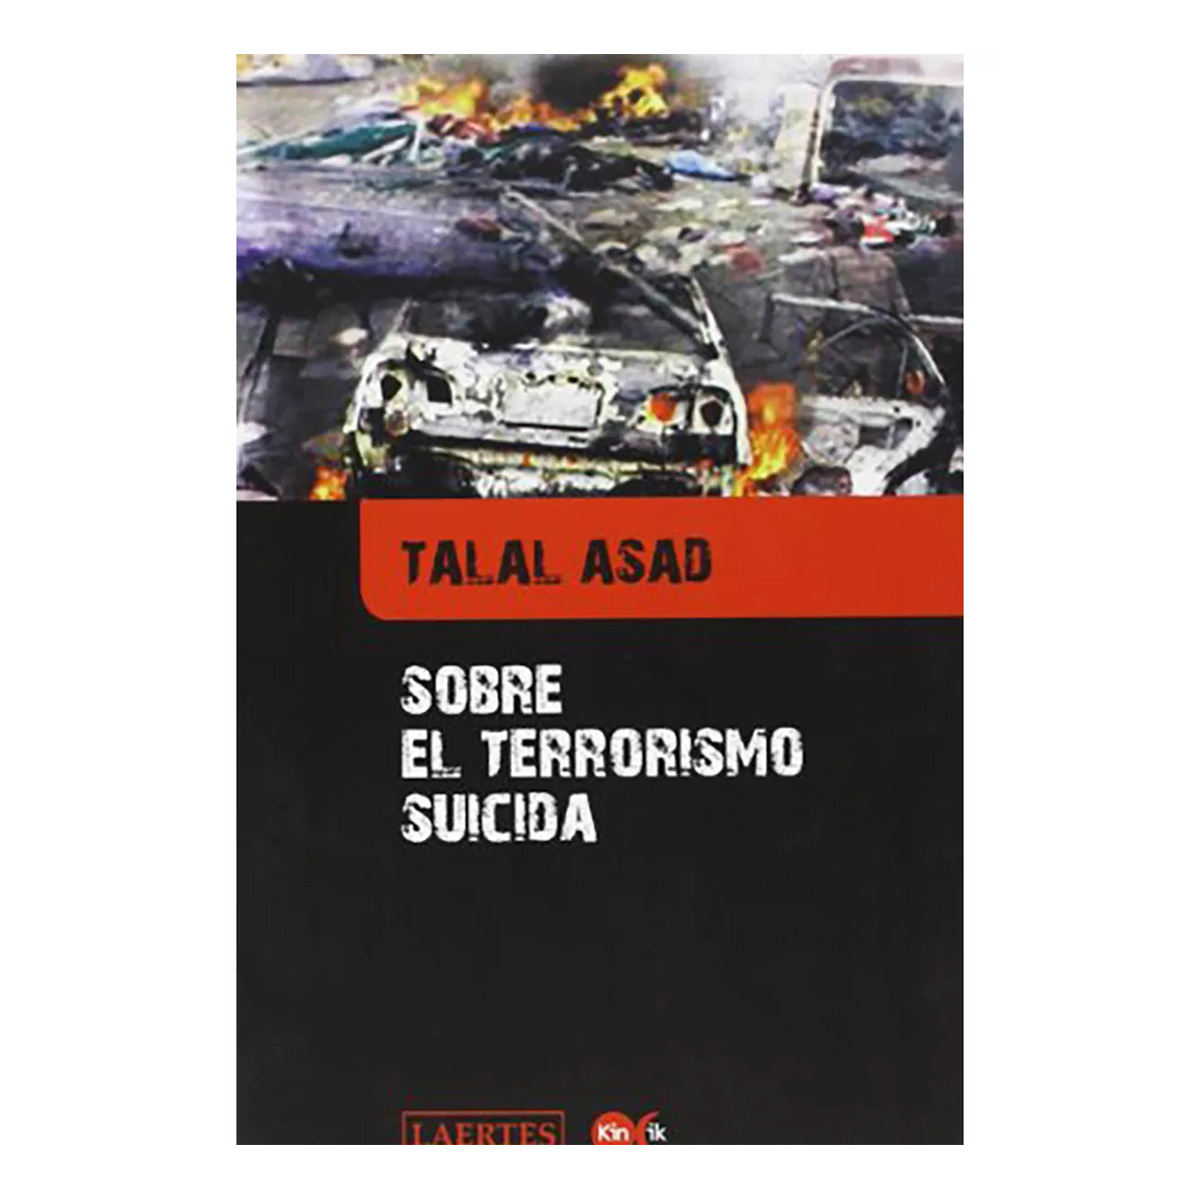 TALAL ASAD
SOBRE
EL TERRORISMO
SUICIDA
LAERTES